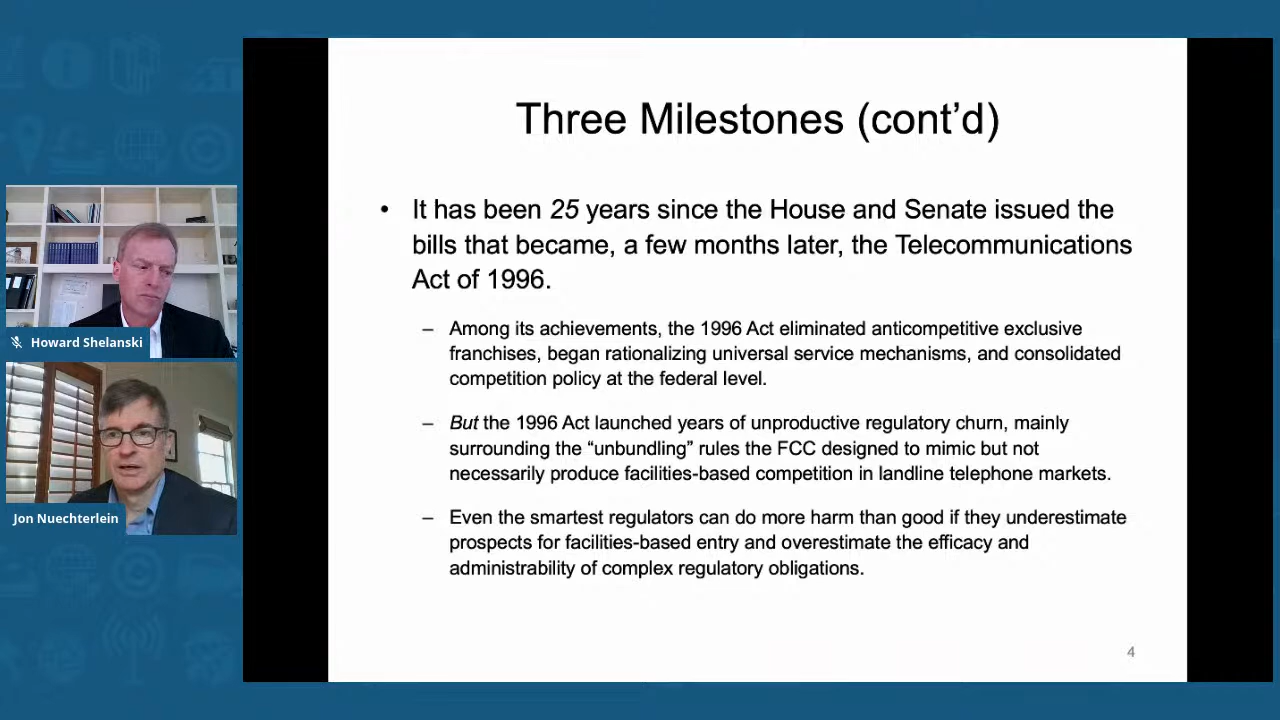 Three Milestones (cont’d)
• It has been 25 years since the House and Senate issued the
bills that became, a few months later, the Telecommunications
Act of 1996.
– Among its achievements, the 1996 Act eliminated anticompetitive exclusive
franchises, began rationalizing universal service mechanisms, and consolidated
competition policy at the federal level.
– But the 1996 Act launched years of unproductive regulatory churn, mainly
surrounding the “unbundling” rules the FCC designed to mimic but not
necessarily produce facilities-based competition in landline telephone markets.
– Even the smartest regulators can do more harm than good if they underestimate
prospects for facilities-based entry and overestimate the efficacy and
administrability of complex regulatory obligations.
4
Howard Shelanski
Jon Nuechterlein